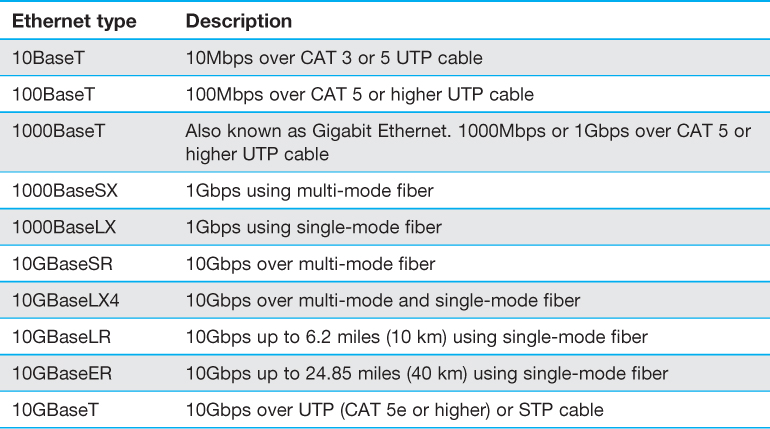 Ethernet type Description
10BaseT 10Mbps over CAT 3 or 5 UTP cable
100BaseT 100Mbps over CAT 5 or higher UTP cable
1000BaseT Also known as Gigabit Ethernet. 1000Mbps or 1Gbps over CAT 5 or
higher UTP cable
1000BaseSX 1Gbps using multi-mode fiber
1000BaseLX 1Gbps using single-mode fiber
10GBaseSR 10Gbps over multi-mode fiber
10GBaseLX4 10Gbps over multi-mode and single-mode fiber
10GBaseLR 10Gbps up to 6.2 miles (10 km) using single-mode fiber
10GBaseER 10Gbps up to 24.85 miles (40 km) using single-mode fiber
10GBaseT 10Gbps over UTP (CAT 5e or higher) or STP cable